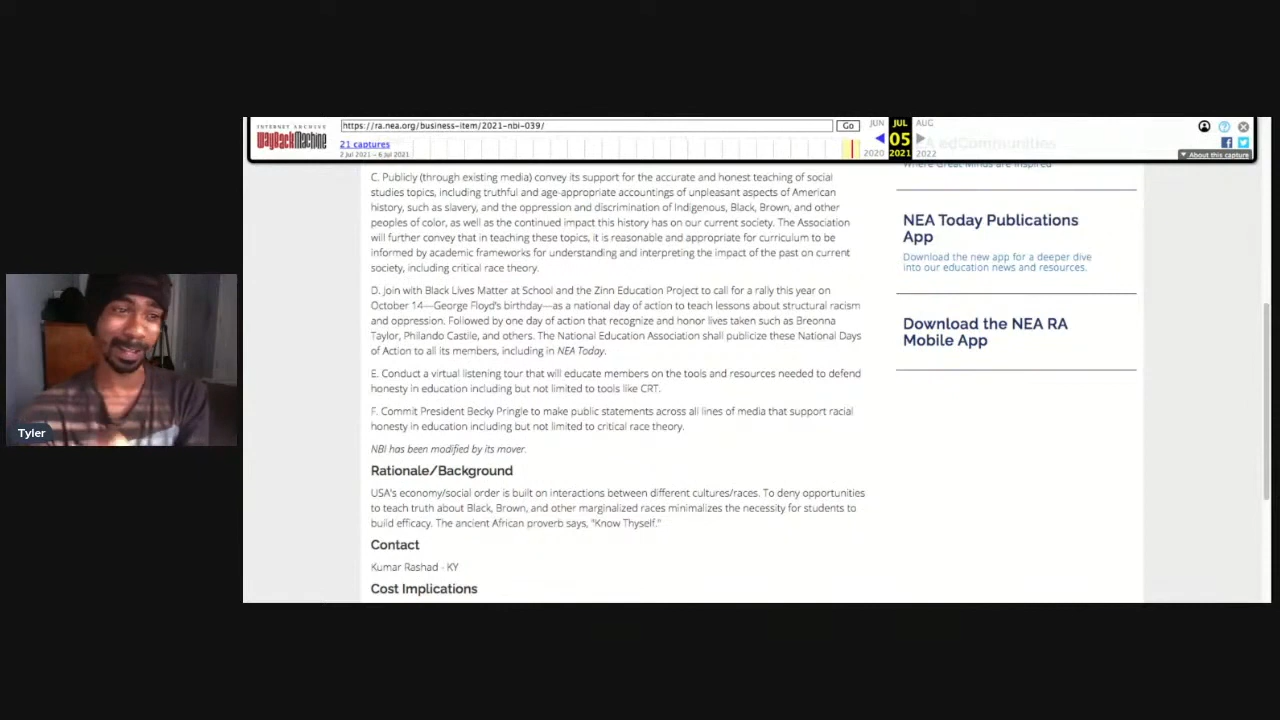 INTERNET ARCHIVE
WayBackMachine
https://ra.nea.org/business-item/2021-nbi-039/
Go
JUN
JUL
AUG
21 captures
05
2 Jul 2021 - 6 Jul 2021
2020
2021
2022
About this capture
edCommunities
Where Great Minds are Inspired
C. Publicly (through existing media) convey its support for the accurate and honest teaching of social
studies topics, including truthful and age-appropriate accountings of unpleasant aspects of American
history, such as slavery, and the oppression and discrimination of Indigenous, Black, Brown, and other
peoples of color, as well as the continued impact this history has on our current society. The Association
will further convey that in teaching these topics, it is reasonable and appropriate for curriculum to be
informed by academic frameworks for understanding and interpreting the impact of the past on current
society, including critical race theory.
D. Join with Black Lives Matter at School and the Zinn Education Project to call for a rally this year on
October 14—George Floyd's birthday—as a national day of action to teach lessons about structural racism
and oppression. Followed by one day of action that recognize and honor lives taken such as Breonna
Taylor, Philando Castile, and others. The National Education Association shall publicize these National Days
of Action to all its members, including in NEA Today.
E. Conduct a virtual listening tour that will educate members on the tools and resources needed to defend
honesty in education including but not limited to tools like CRT.
F. Commit President Becky Pringle to make public statements across all lines of media that support racial
honesty in education including but not limited to critical race theory.
NBI has been modified by its mover.
Rationale/Background
USA's economy/social order is built on interactions between different cultures/races. To deny opportunities
to teach truth about Black, Brown, and other marginalized races minimalizes the necessity for students to
build efficacy. The ancient African proverb says, "Know Thyself."
Contact
Kumar Rashad - KY
Cost Implications
NEA Today Publications
App
Download the new app for a deeper dive
into our education news and resources.
Download the NEA RA
Mobile App
Tyler